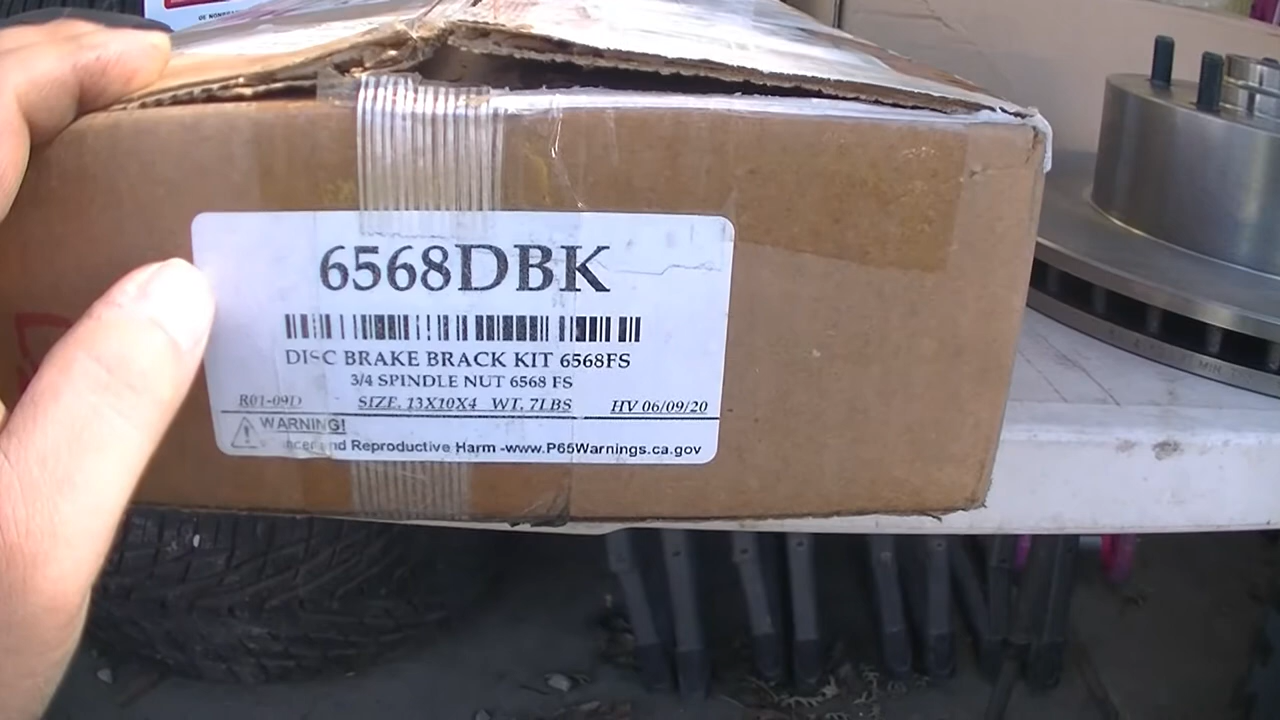 6568DBK
DISC BRAKE BRACK KIT 6568FS
3/4 SPINDLE NUT 6568 FS
R01-09D SIZE. 13X10X4 WT. 7LBS HV 06/09/20
WARNING!
and Reproductive Harm -www.P65Warnings.ca.gov